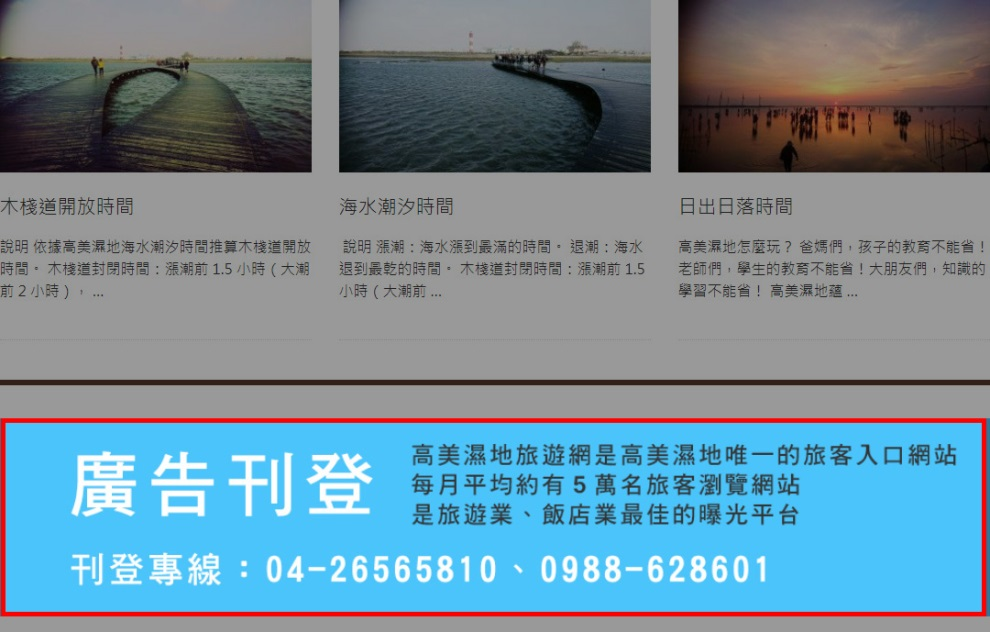 木棧道開放時間
說明 依據高美濕地海水潮汐時間推算木棧道開放
時間。 木棧道封閉時間：漲潮前 1.5 小時（大潮
前 2 小時），...
海水潮汐時間
說明 漲潮：海水漲到最滿的時間。 退潮：海水
退到最乾的時間。 木棧道封閉時間：漲潮前 1.5
小時（大潮前 ...
日出日落時間
高美濕地怎麼玩？ 爸媽們，孩子的教育不能省！
老師們，學生的教育不能省！大朋友們，知識的
學習不能省！ 高美濕地蘊 ...
廣告刊登
高美濕地旅遊網是高美濕地唯一的旅客入口網站
每月平均約有 5 萬名旅客瀏覽網站
是旅遊業、飯店業最佳的曝光平台
刊登專線：04-26565810、0988-628601